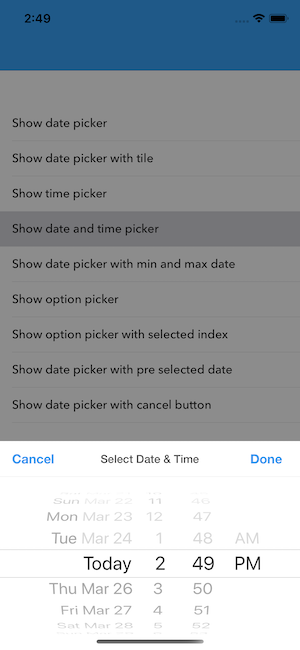 2:49
Show date picker
Show date picker with tile
Show time picker
Show date and time picker
Show date picker with min and max date
Show option picker
Show option picker with selected index
Show date picker with pre selected date
Show date picker with cancel button
Cancel Select Date & Time Done
Sun Mar 22 11 46
Mon Mar 23 12 47
Tue Mar 24 1 48 AM
Today 2 49 PM
Thu Mar 26 3 50
Fri Mar 27 4 51
Sat Mar 28 5 52